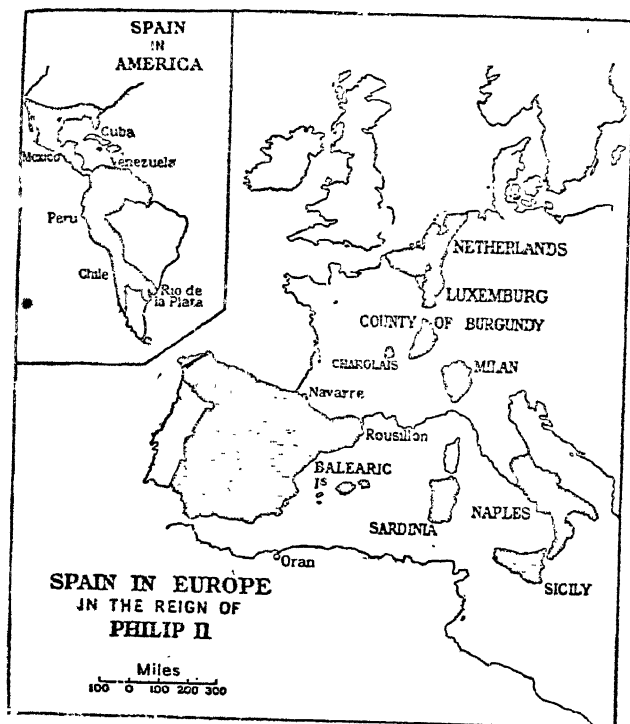 SPAIN
IN
AMERICA
Cuba
Mexico
Venezuela
Peru
Chile
Rio de
la Plata
NETHERLANDS
LUXEMBURG
COUNTY OF BURGUNDY
CHARGLAIS
MILAN
Navarre
Rousillon
BALEARIC
Is
SARDINIA
NAPLES
Oran
SICILY
SPAIN IN EUROPE
IN THE REIGN OF
PHILIP II
Miles
100 0 100 200 300